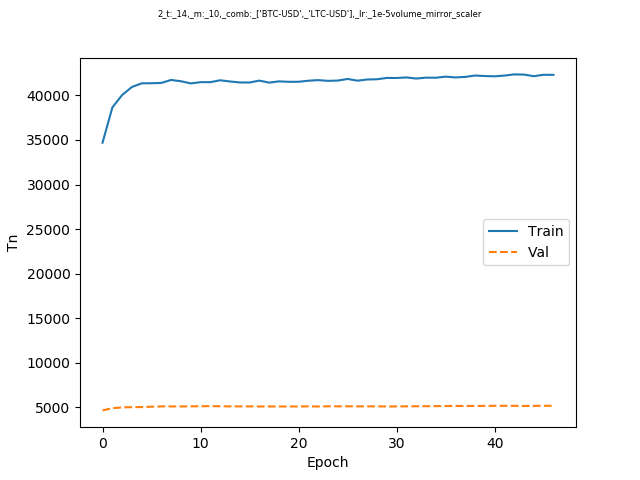 2_t:_14,_m:_10,_comb:_['BTC-USD',_'LTC-USD'],_lr:_1e-5volume_mirror_scaler
40000
35000
30000
25000
20000
15000
10000
5000
Tn
Train
Val
0 10 20 30 40
Epoch